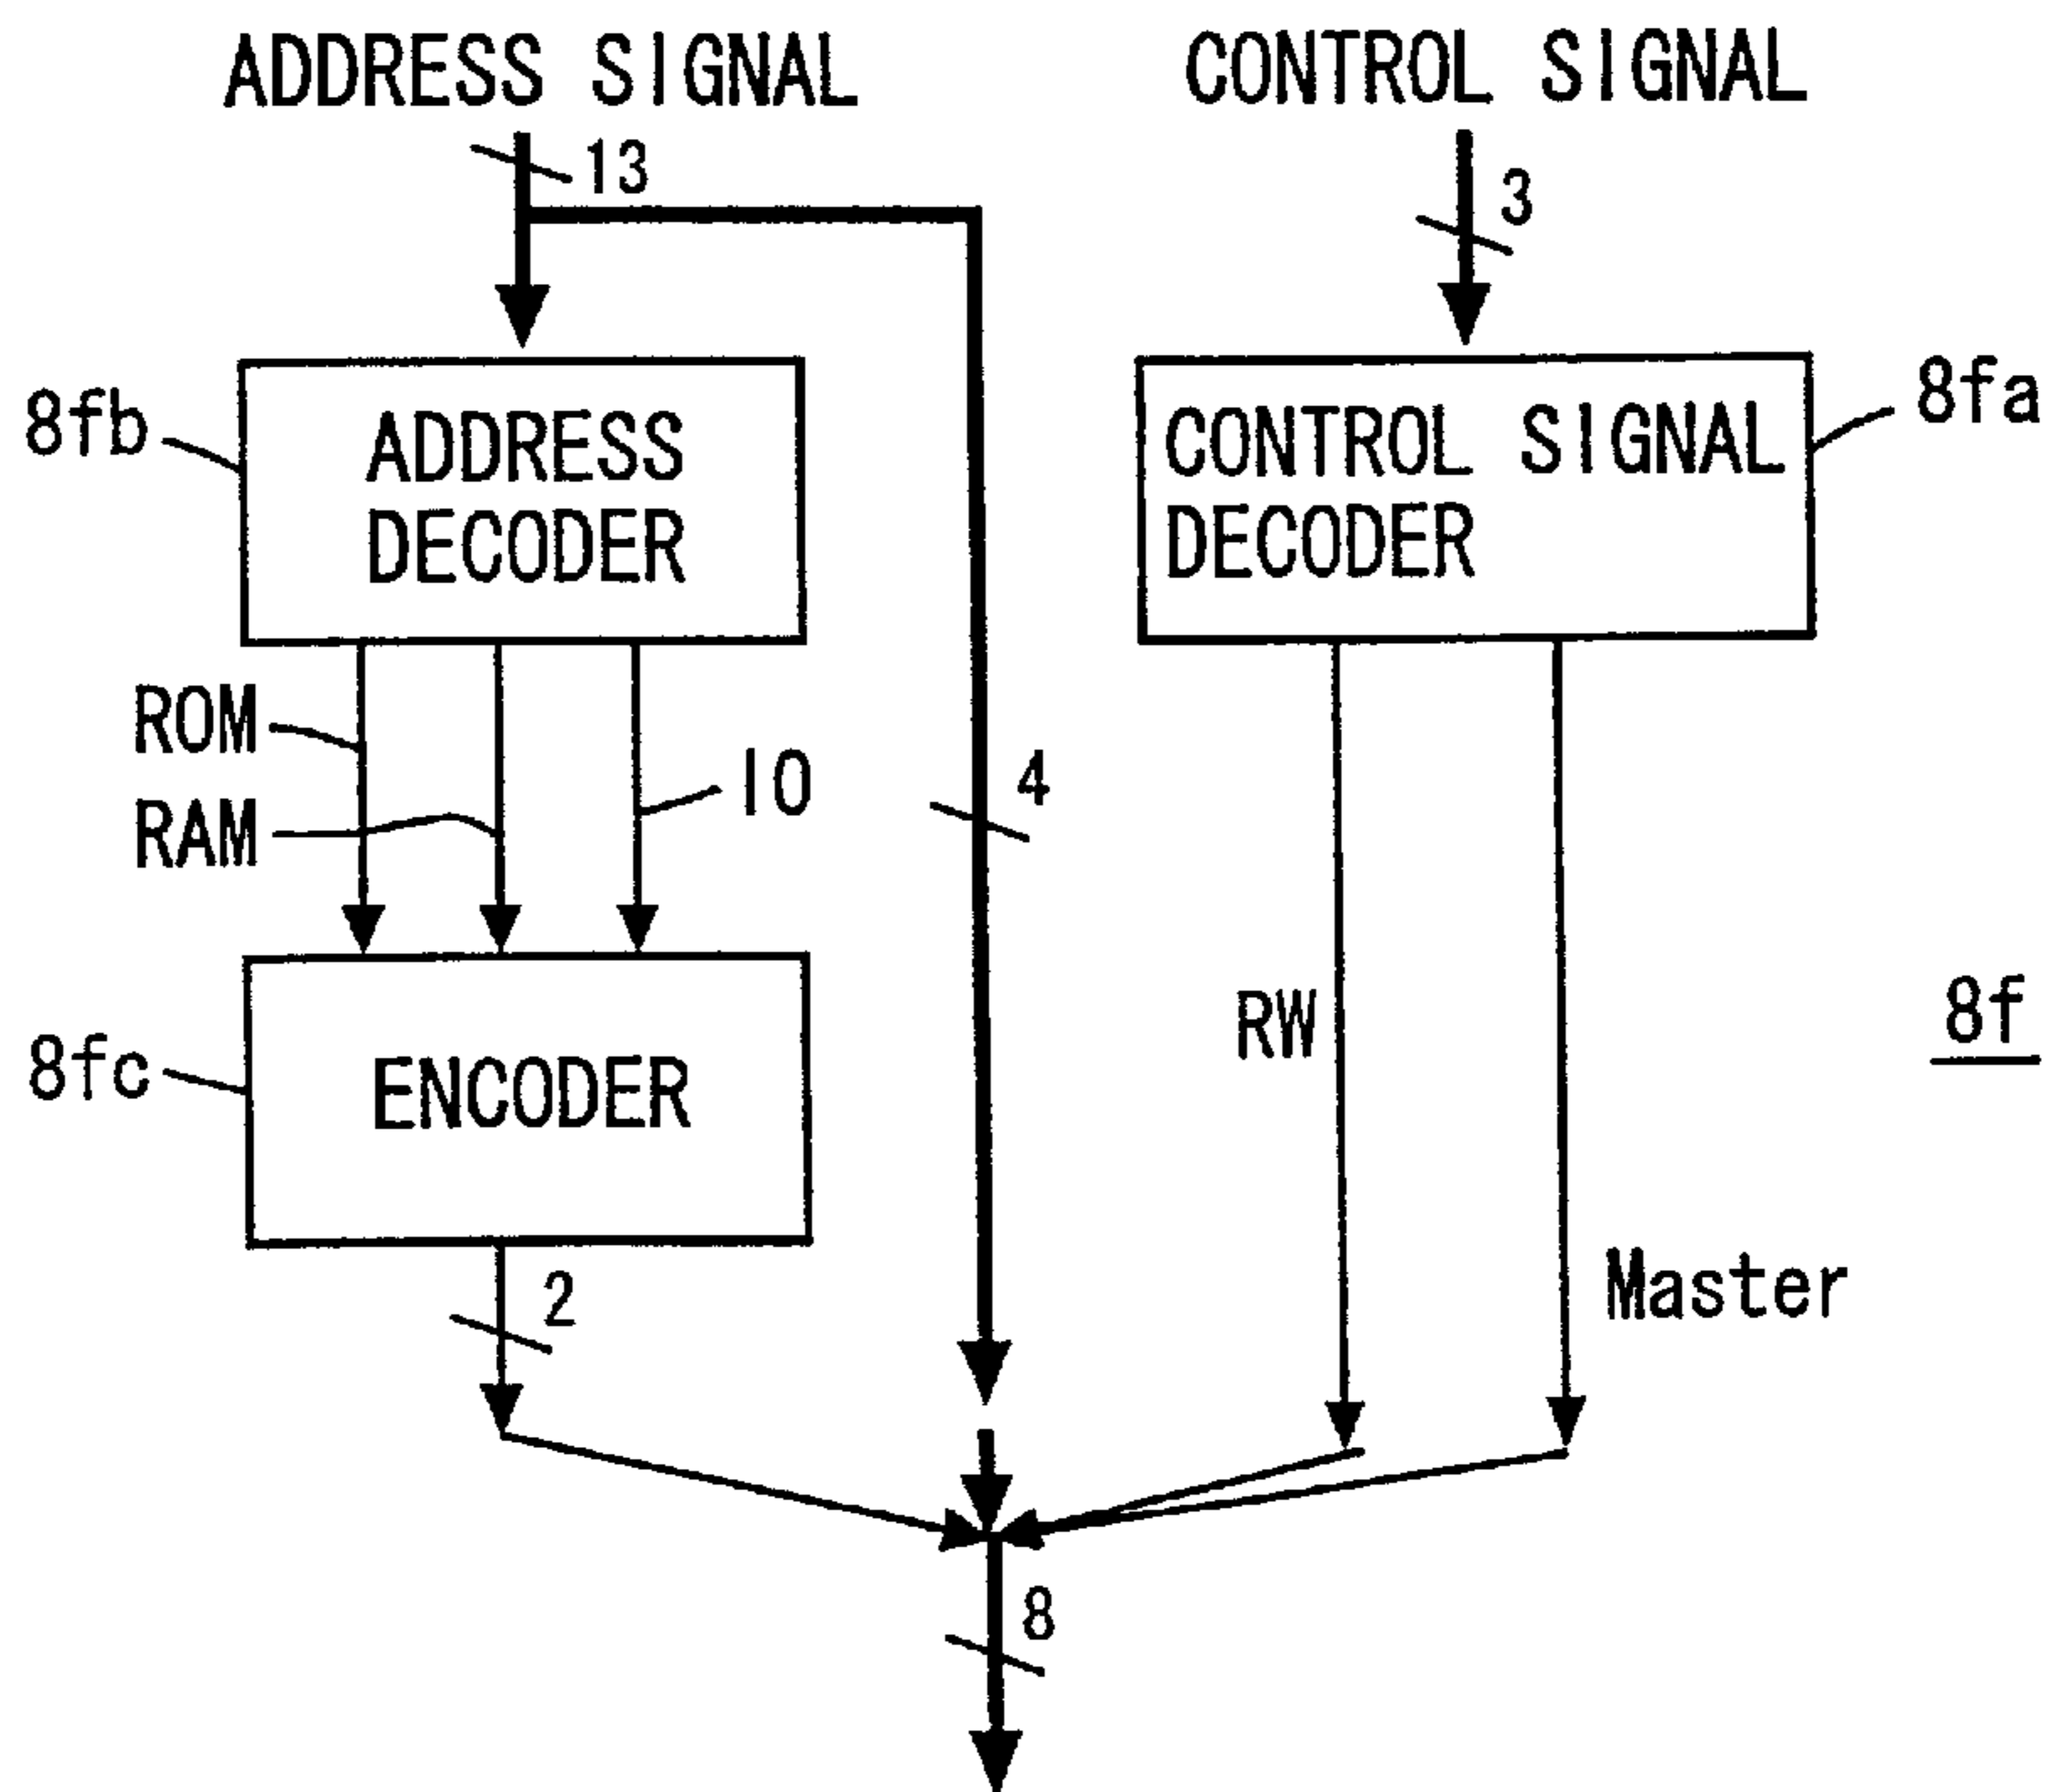 ADDRESS SIGNAL
CONTROL SIGNAL
13
3
8fb
ADDRESS
DECODER
CONTROL SIGNAL
DECODER
8fa
ROM
RAM
IO
4
RW
8f
8fc
ENCODER
2
Master
8